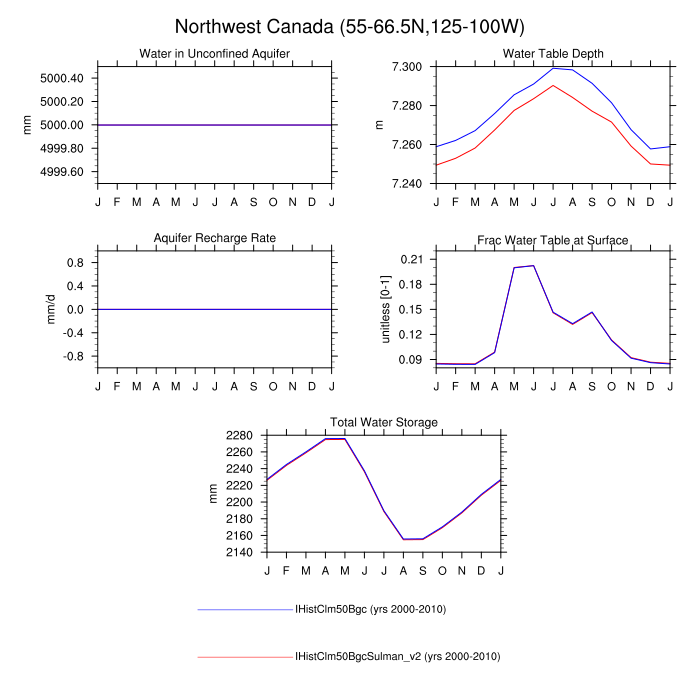 Northwest Canada (55-66.5N,125-100W)
Water in Unconfined Aquifer
5000.40
5000.20
5000.00
4999.80
4999.60
mm
J F M A M J J A S O N D J
Water Table Depth
7.300
7.280
7.260
7.240
m
J F M A M J J A S O N D J
Aquifer Recharge Rate
0.8
0.4
0.0
-0.4
-0.8
mm/d
J F M A M J J A S O N D J
Frac Water Table at Surface
0.21
0.18
0.15
0.12
0.09
unitless [0-1]
J F M A M J J A S O N D J
Total Water Storage
2280
2260
2240
2220
2200
2180
2160
2140
mm
J F M A M J J A S O N D J
IHistClm50Bgc (yrs 2000-2010)
IHistClm50BgcSulman_v2 (yrs 2000-2010)